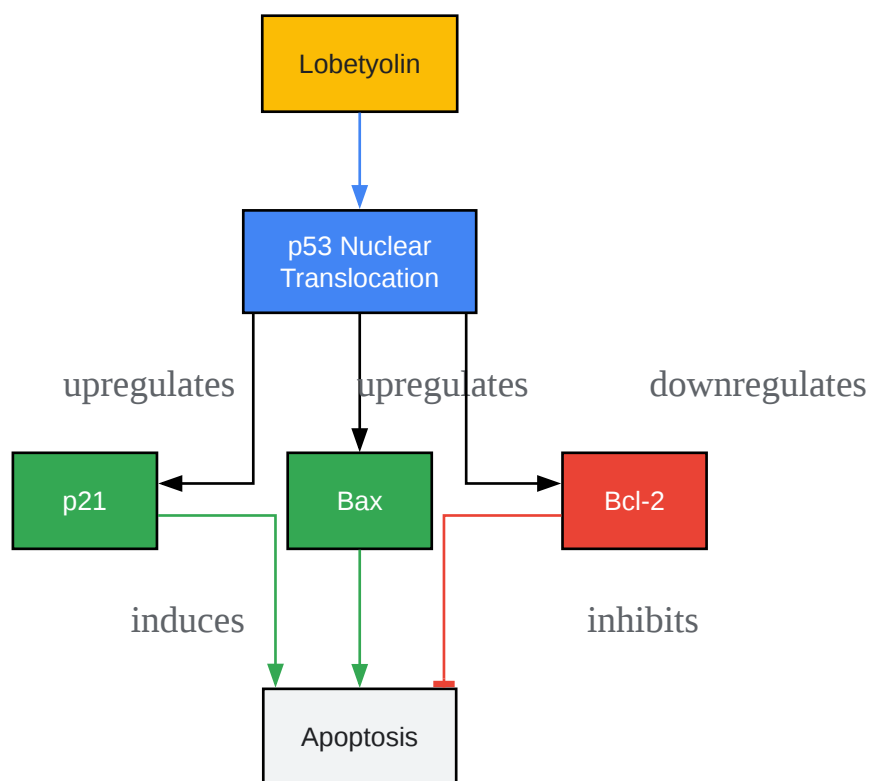 Lobetyolin
p53 Nuclear
Translocation
upregulates
upregulates
downregulates
p21
Bax
Bcl-2
induces
inhibits
Apoptosis